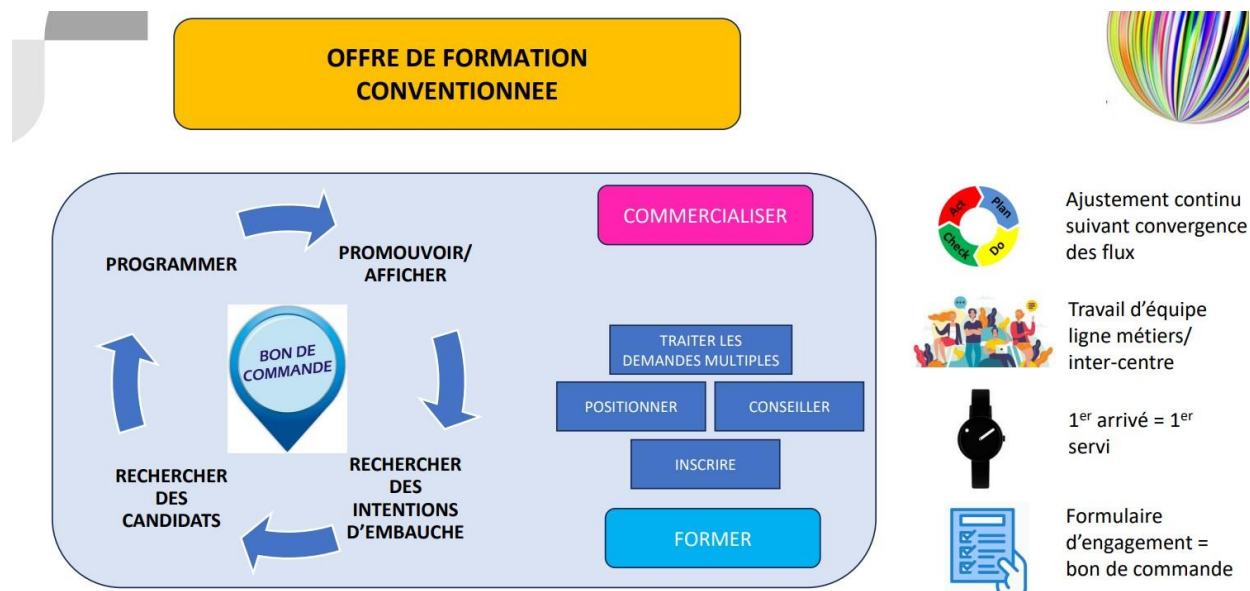 OFFRE DE FORMATION
CONVENTIONNEE
PROGRAMMER
PROMOUVOIR/
AFFICHER
BON DE
COMMANDE
RECHERCHER
DES
INTENTIONS
D'EMBAUCHE
RECHERCHER
DES
CANDIDATS
COMMERCIALISER
TRAITER LES
DEMANDES MULTIPLES
POSITIONNER
CONSEILLER
INSCRIRE
FORMER
Act
Plan
Check
Do
Ajustement continu
suivant convergence
des flux
Travail d'équipe
ligne métiers/
inter-centre
1er arrivé = 1er
servi
Formulaire
d'engagement =
bon de commande